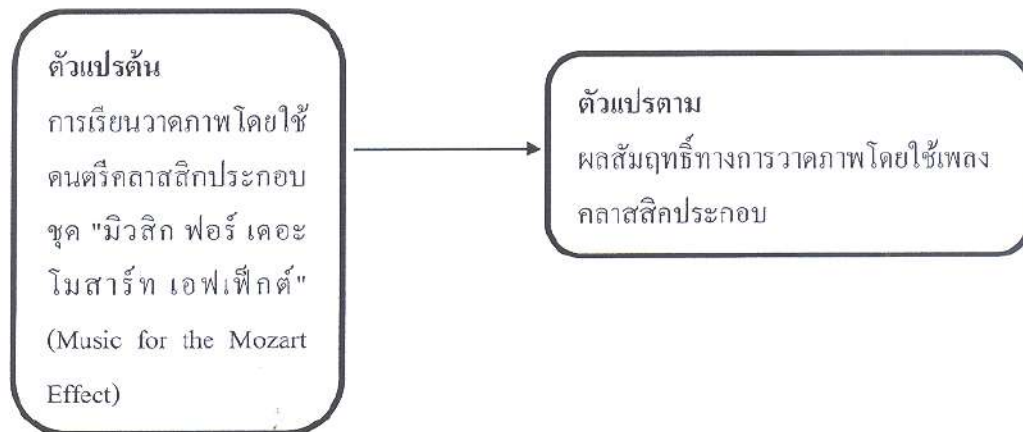 ตัวแปรต้น
การเรียนวาดภาพโดยใช้
ดนตรีคลาสสิกประกอบ
ชุด "มิวสิก ฟอร์ เดอะ
โมสาร์ท เอฟเฟ็กต์"
(Music for the Mozart
Effect)
ตัวแปรตาม
ผลสัมฤทธิ์ทางการวาดภาพโดยใช้เพลง
คลาสสิคประกอบ